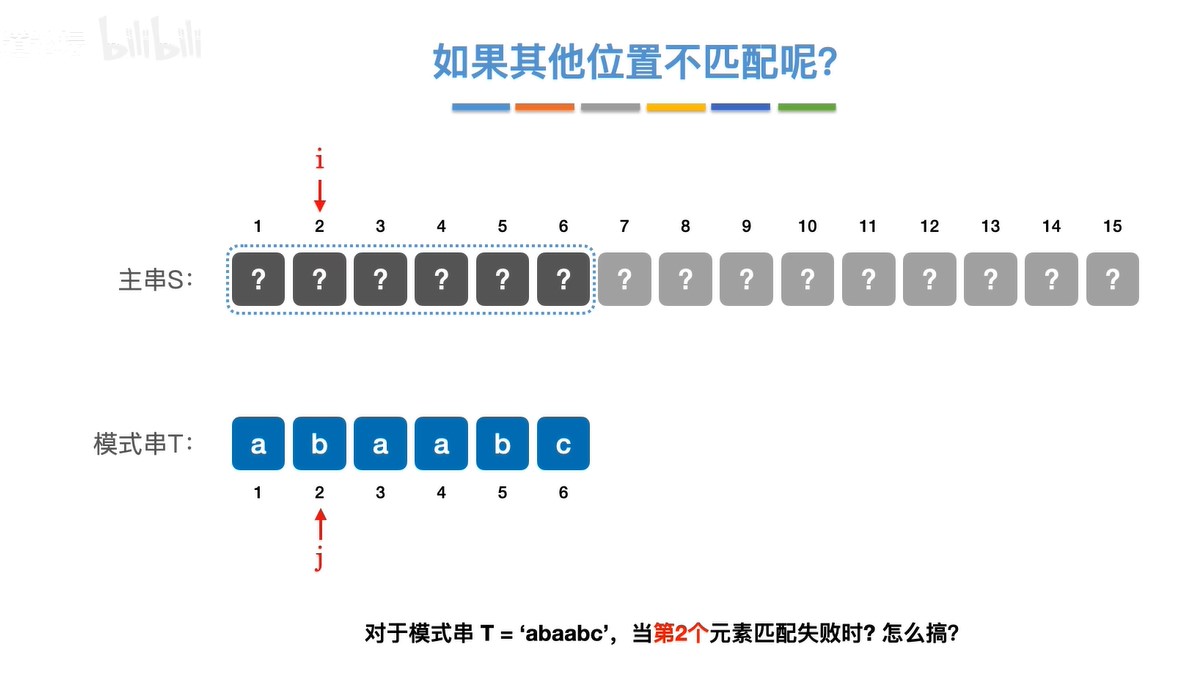 bilibili
如果其他位置不匹配呢?
i
1 2 3 4 5 6 7 8 9 10 11 12 13 14 15
主串S: ? ? ? ? ? ? ? ? ? ? ? ? ? ? ?
模式串T: a b a a b c
1 2 3 4 5 6
j
对于模式串 T = ‘abaabc’，当第2个元素匹配失败时? 怎么搞?